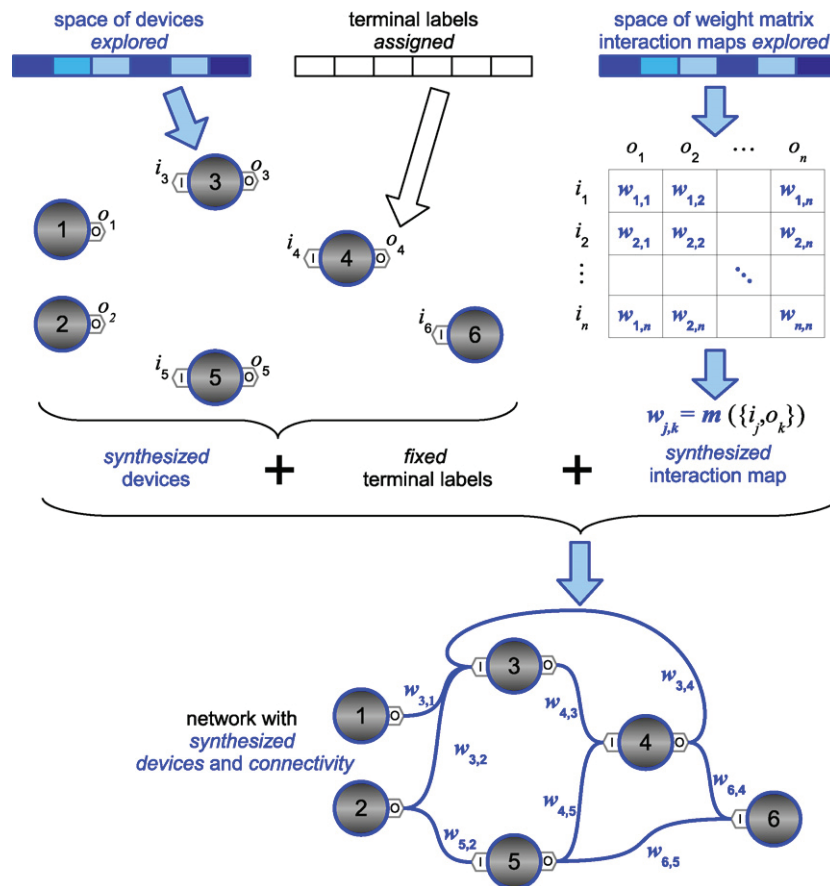 space of devices
explored
terminal labels
assigned
space of weight matrix
interaction maps explored
i3 I 3 O o3
1 O o1
i4 I 4 O o4
2 O o2
i6 I 6
i5 I 5 O o5
o1 o2 ⋯ on
i1 w1,1 w1,2 w1,n
i2 w2,1 w2,2 w2,n
⋮ ⋱
in w1,n w2,n wn,n
wj,k = m ({ij,ok})
synthesized
devices
+
fixed
terminal labels
+
synthesized
interaction map
network with
synthesized
devices and connectivity
1 O
w3,1
I 3 O
w3,4
w4,3
w3,2
I 4 O
2 O
w4,5
w6,4
w5,2
I 5 O
w6,5
I 6